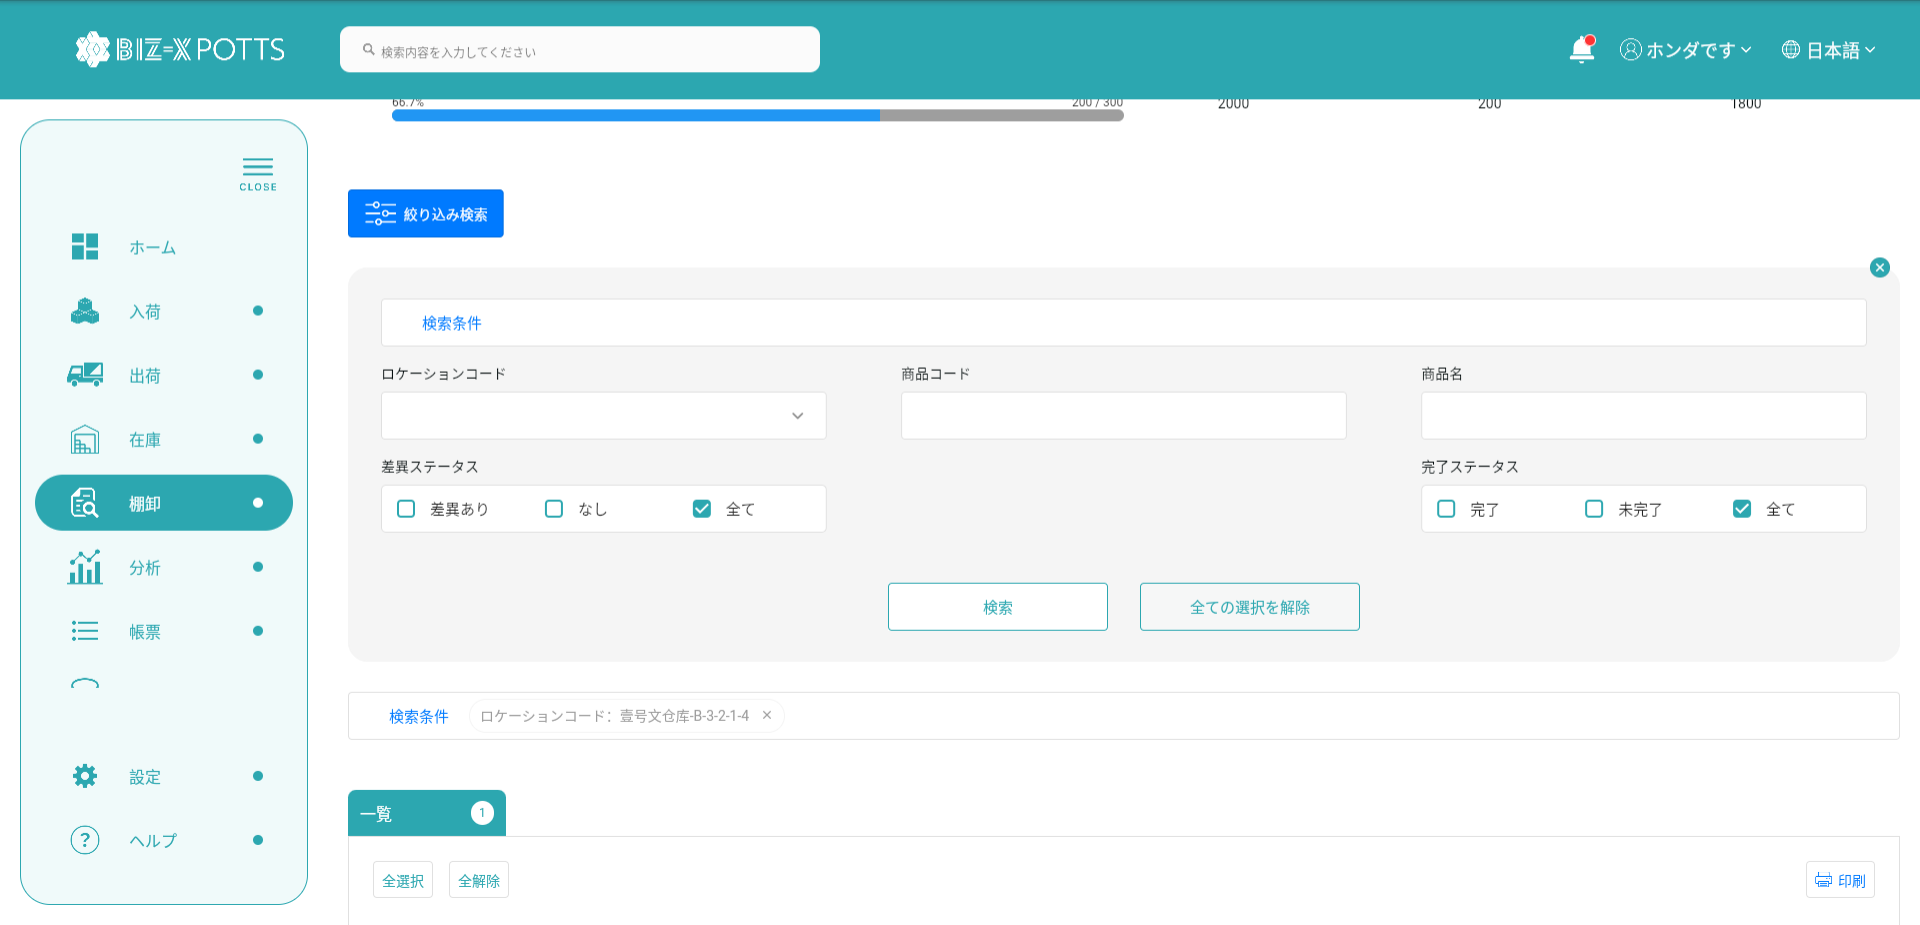 BIZ=X POTTS
検索内容を入力してください
ホンダです
日本語
66.7%
200 / 300
2000
200
1800
CLOSE
ホーム
入荷
出荷
在庫
棚卸
分析
帳票
設定
ヘルプ
絞り込み検索
検索条件
ロケーションコード
商品コード
商品名
差異ステータス
完了ステータス
差異あり
なし
全て
完了
未完了
全て
検索
全ての選択を解除
検索条件
ロケーションコード：壹号文仓库-B-3-2-1-4 ×
一覧
1
全選択
全解除
印刷